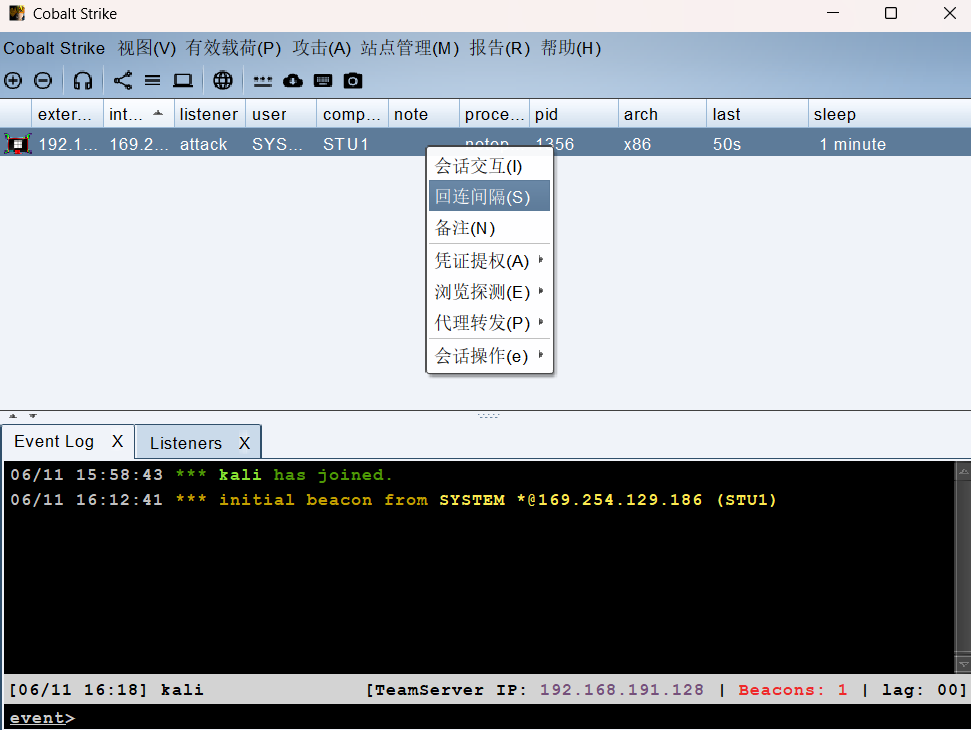 Cobalt Strike
Cobalt Strike 视图(V) 有效载荷(P) 攻击(A) 站点管理(M) 报告(R) 帮助(H)
exter... int... listener user comp... note proce... pid arch last sleep
192.1... 169.2... attack SYS... STU1 1356 x86 50s 1 minute
会话交互(I)
回连间隔(S)
备注(N)
凭证提权(A)
浏览探测(E)
代理转发(P)
会话操作(e)
Event Log X Listeners X
06/11 15:58:43 *** kali has joined.
06/11 16:12:41 *** initial beacon from SYSTEM *@169.254.129.186 (STU1)
[06/11 16:18] kali [TeamServer IP: 192.168.191.128 | Beacons: 1 | lag: 00]
event>